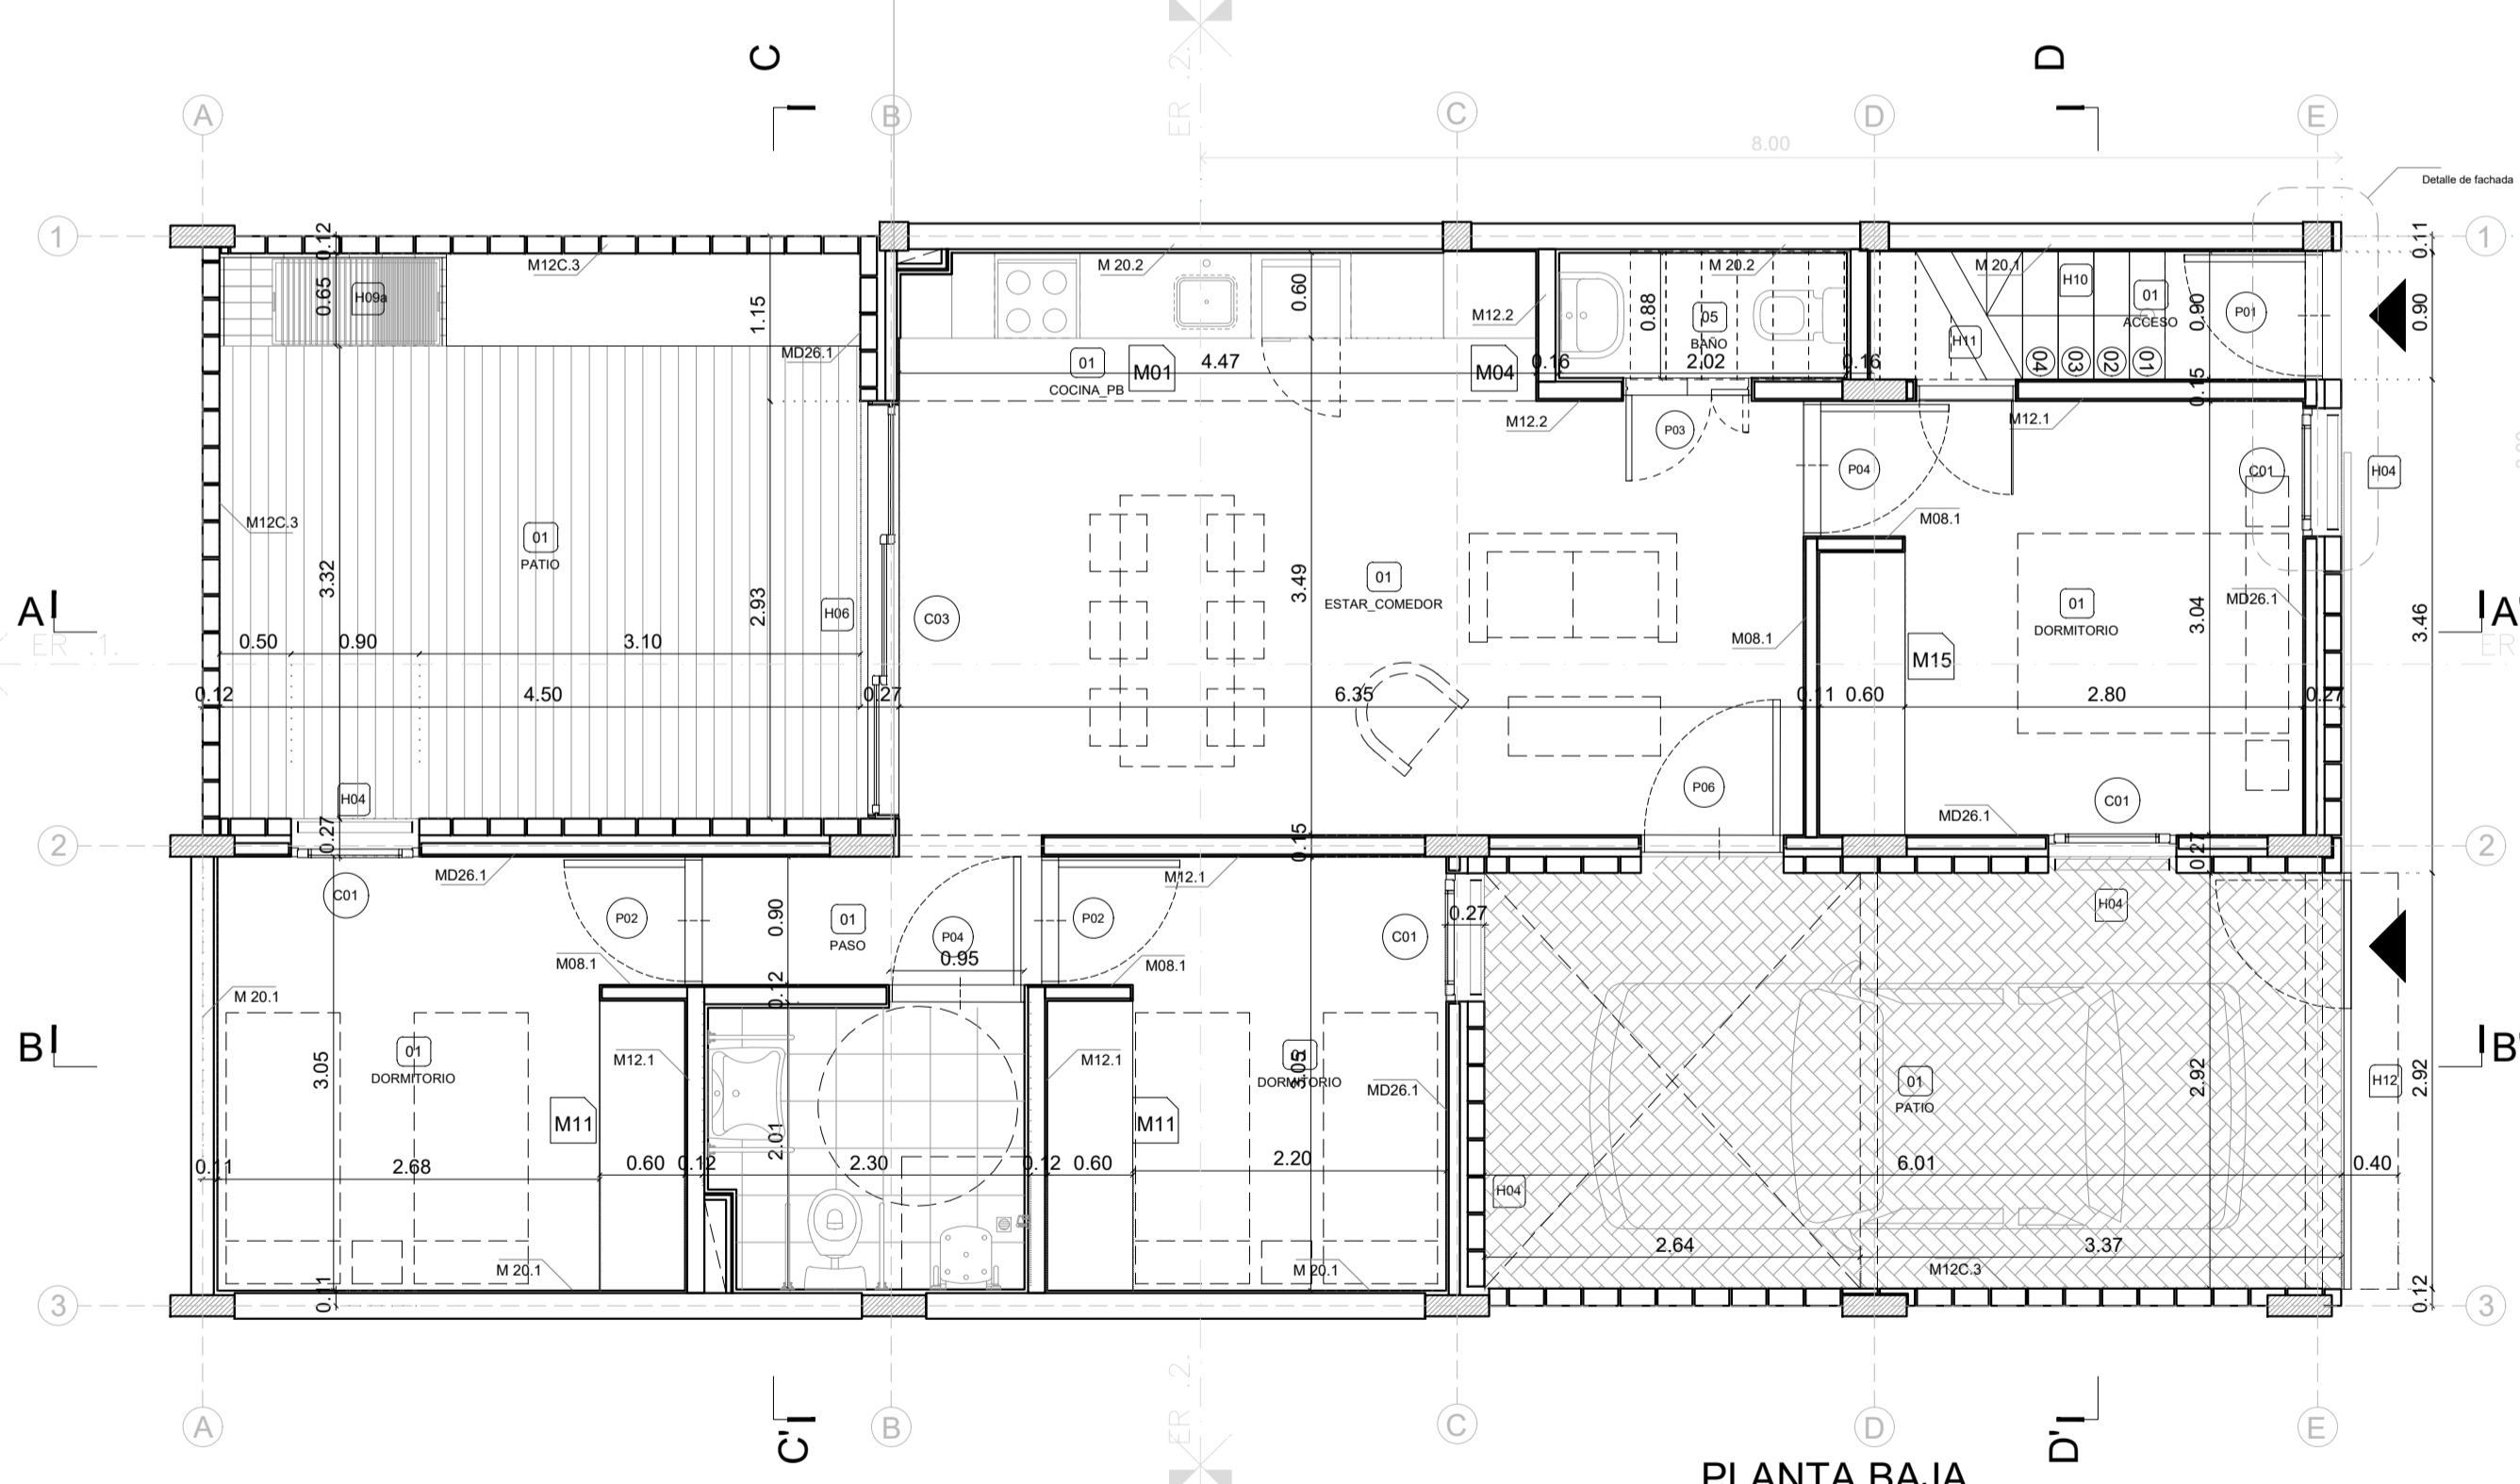 C
D
ER .2.
A
B
C
D
E
8.00
Detalle de fachada
1
0.12
M12C.3
M 20.2
M 20.2
M 20.1
0.11
1
H09a
0.65
1.15
MD26.1
0.60
M12.2
0.88
05
BAÑO
H10
01
ACCESO
0.90
P01
0.90
01
COCINA_PB
M01
4.47
M04
0.16
2.02
0.16
H11
04
03
02
01
0.15
M12.2
P03
M12.1
P04
C01
H04
M12C.3
01
PATIO
M08.1
3.32
2.93
H06
C03
3.49
01
ESTAR_COMEDOR
01
DORMITORIO
3.04
MD26.1
3.46
A
A'
ER .1.
ER
0.50
0.90
3.10
M08.1
M15
0.12
4.50
0.27
6.35
0.11
0.60
2.80
0.27
H04
P06
C01
MD26.1
2
0.27
0.15
0.27
2
MD26.1
M12.1
C01
P02
0.90
01
PASO
P04
0.95
P02
C01
0.27
H04
M08.1
0.12
M08.1
M 20.1
B
B'
01
DORMITORIO
3.05
M12.1
M12.1
01
DORMITORIO
3.05
MD26.1
01
PATIO
2.92
H12
2.92
M11
2.01
M11
0.11
2.68
0.60
0.12
2.30
0.12
0.60
2.20
6.01
0.40
H04
2.64
3.37
M 20.1
M 20.1
M12C.3
0.11
0.12
3
3
ER .2.
A
B
C
D
E
C'
D'
PLANTA BAJA